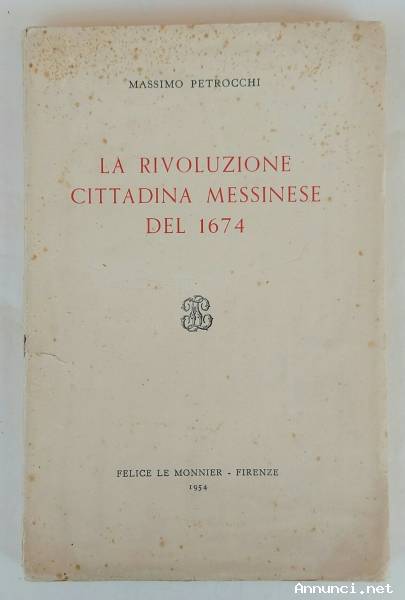 MASSIMO PETROCCHI
LA RIVOLUZIONE
CITTADINA MESSINESE
DEL 1674
FELICE LE MONNIER - FIRENZE
1954
Annunci.net